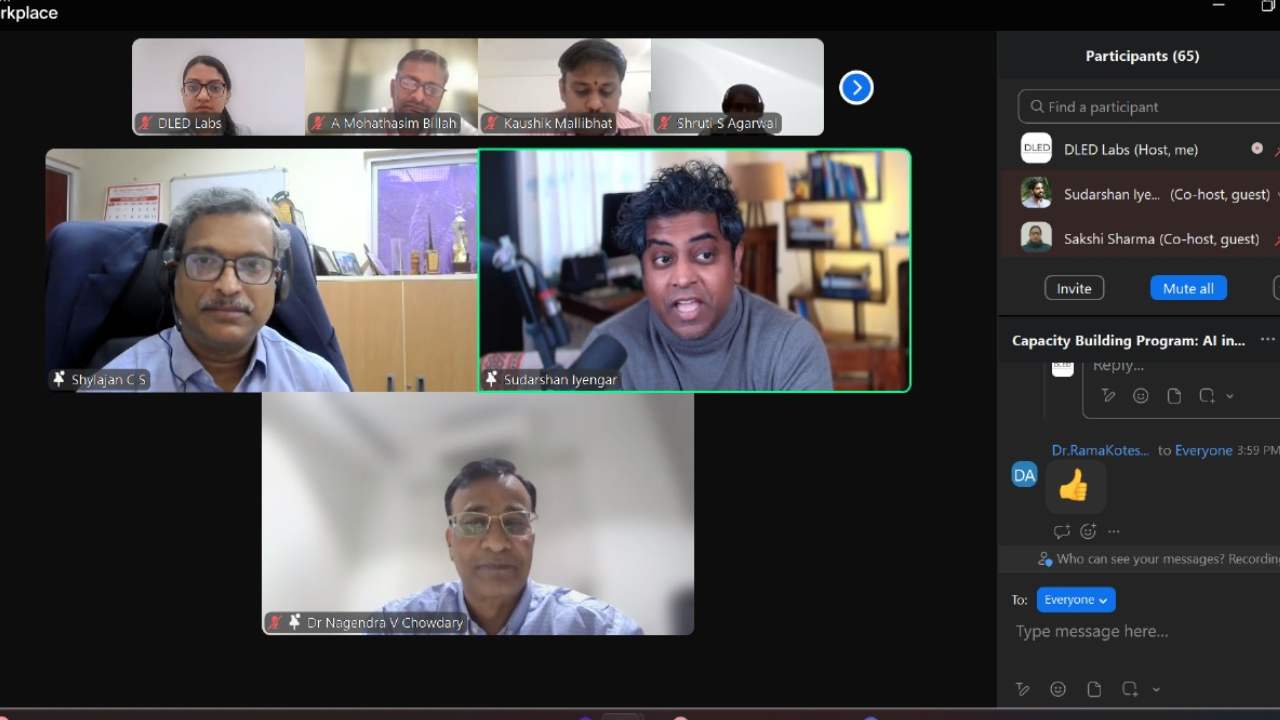 rkplace
DLED Labs
A Mohathasim Billah
Kaushik Mallibhat
Shruti S Agarwal
Shylajan C S
Sudarshan Iyengar
Dr Nagendra V Chowdary
Participants (65)
Find a participant
DLED
DLED Labs (Host, me)
Sudarshan Iye... (Co-host, guest)
Sakshi Sharma (Co-host, guest)
Invite
Mute all
Capacity Building Program: AI in...
Reply...
Dr.RamaKotes... to Everyone 3:59 PM
DA
Who can see your messages? Recording
To: Everyone
Type message here...